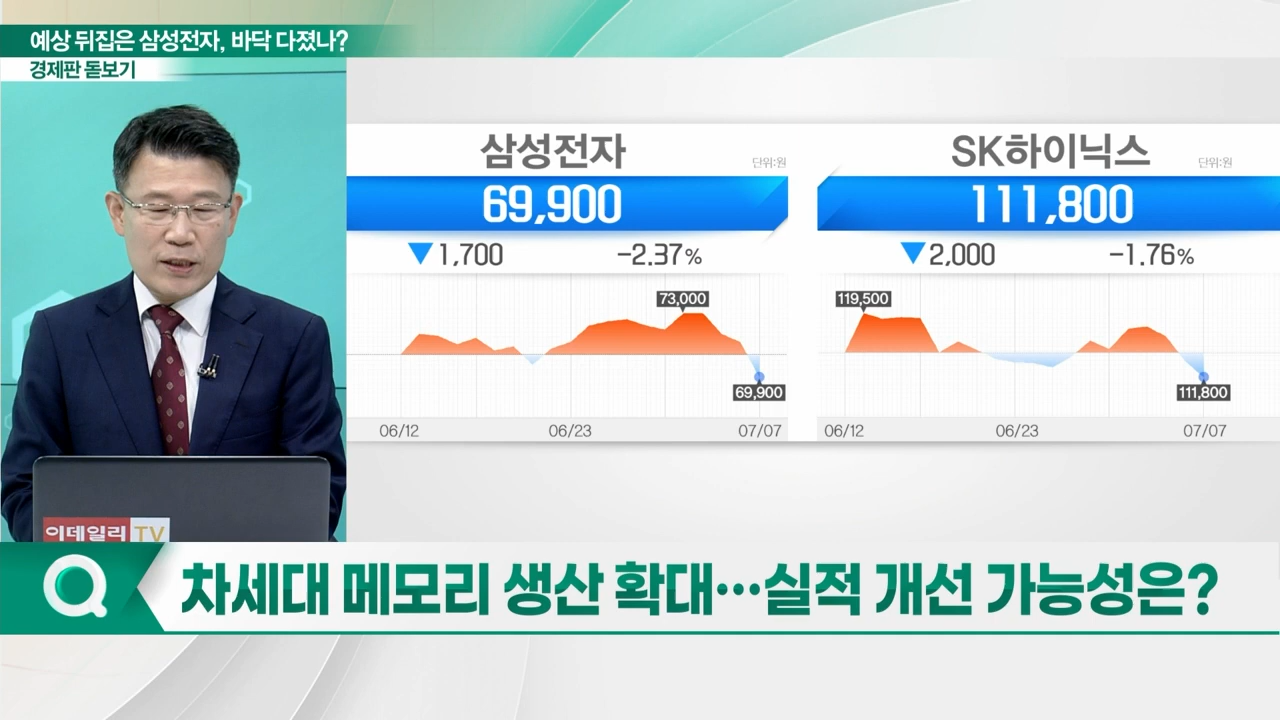 예상 뒤집은 삼성전자, 바닥 다졌나?
경제판 돋보기
삼성전자
단위:원
69,900
▼1,700 -2.37%
73,000
69,900
06/12 06/23 07/07
SK하이닉스
단위:원
111,800
▼2,000 -1.76%
119,500
111,800
06/12 06/23 07/07
이데일리 TV
Q 차세대 메모리 생산 확대…실적 개선 가능성은?